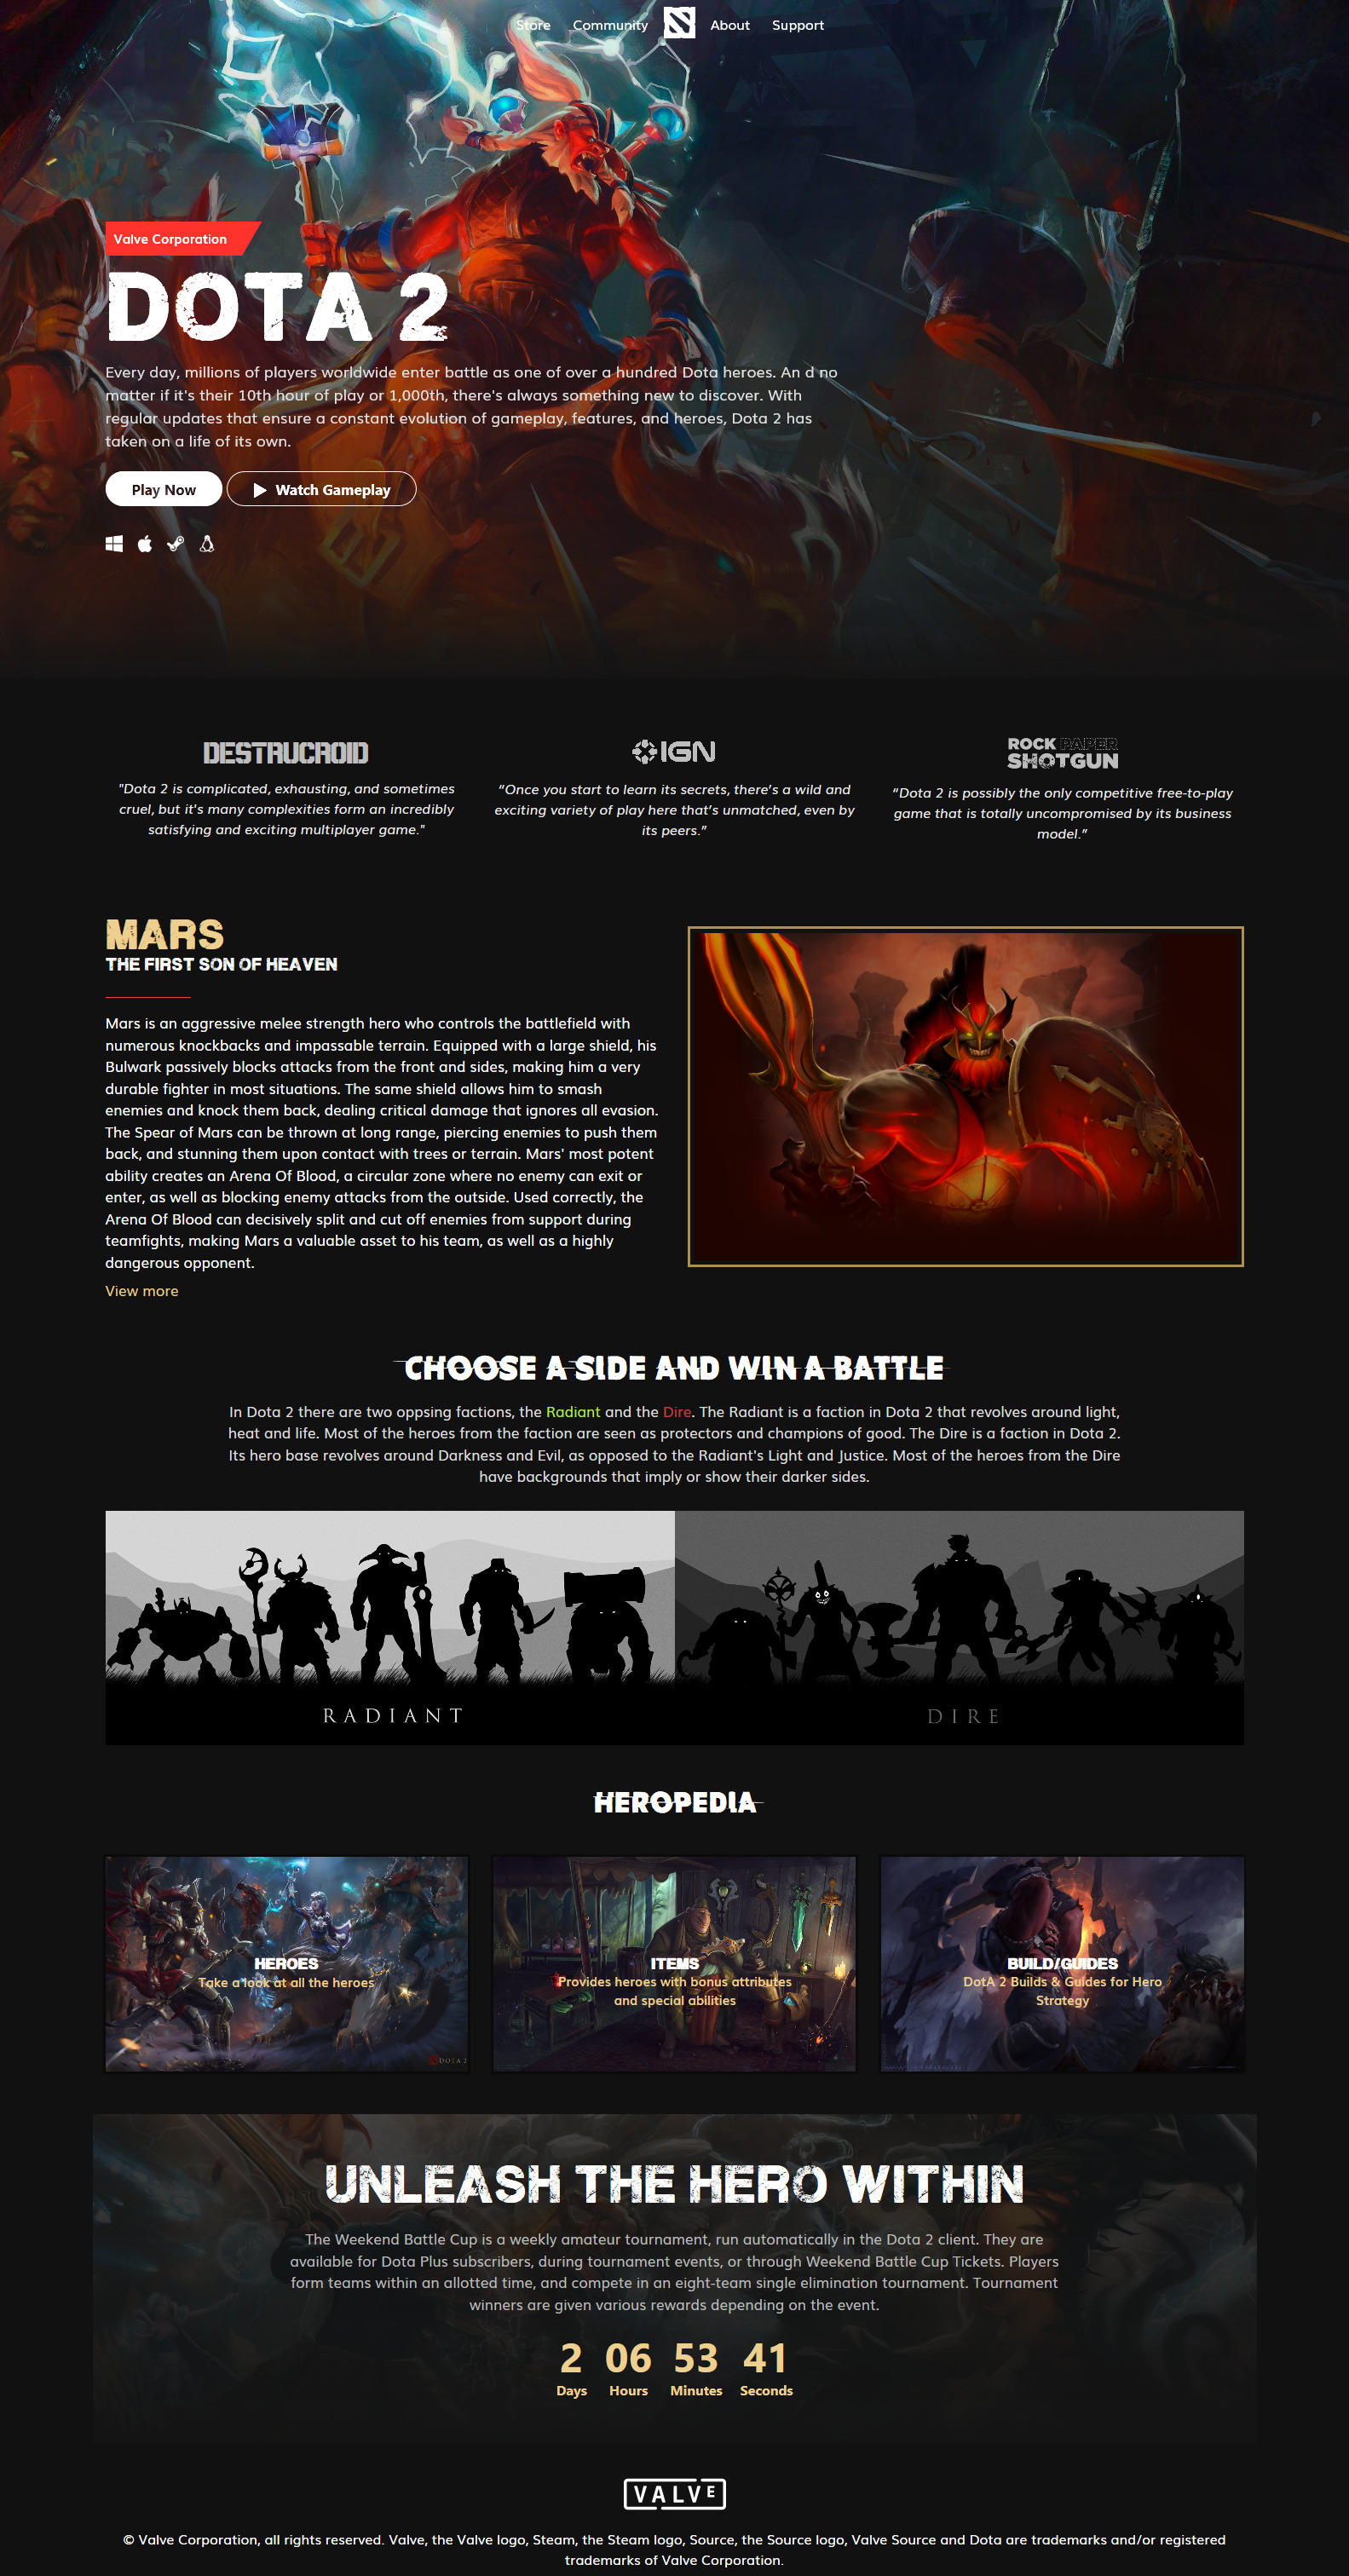 Store Community About Support
Valve Corporation
DOTA 2
Every day, millions of players worldwide enter battle as one of over a hundred Dota heroes. An d no
matter if it's their 10th hour of play or 1,000th, there's always something new to discover. With
regular updates that ensure a constant evolution of gameplay, features, and heroes, Dota 2 has
taken on a life of its own.
Play Now Watch Gameplay
DESTRUCROID
"Dota 2 is complicated, exhausting, and sometimes
cruel, but it's many complexities form an incredibly
satisfying and exciting multiplayer game."
IGN
“Once you start to learn its secrets, there’s a wild and
exciting variety of play here that’s unmatched, even by
its peers.”
ROCK PAPER
SHOTGUN
“Dota 2 is possibly the only competitive free-to-play
game that is totally uncompromised by its business
model.”
MARS
THE FIRST SON OF HEAVEN
Mars is an aggressive melee strength hero who controls the battlefield with
numerous knockbacks and impassable terrain. Equipped with a large shield, his
Bulwark passively blocks attacks from the front and sides, making him a very
durable fighter in most situations. The same shield allows him to smash
enemies and knock them back, dealing critical damage that ignores all evasion.
The Spear of Mars can be thrown at long range, piercing enemies to push them
back, and stunning them upon contact with trees or terrain. Mars' most potent
ability creates an Arena Of Blood, a circular zone where no enemy can exit or
enter, as well as blocking enemy attacks from the outside. Used correctly, the
Arena Of Blood can decisively split and cut off enemies from support during
teamfights, making Mars a valuable asset to his team, as well as a highly
dangerous opponent.
View more
CHOOSE A SIDE AND WIN A BATTLE
In Dota 2 there are two oppsing factions, the Radiant and the Dire. The Radiant is a faction in Dota 2 that revolves around light,
heat and life. Most of the heroes from the faction are seen as protectors and champions of good. The Dire is a faction in Dota 2.
Its hero base revolves around Darkness and Evil, as opposed to the Radiant's Light and Justice. Most of the heroes from the Dire
have backgrounds that imply or show their darker sides.
RADIANT
DIRE
HEROPEDIA
HEROES
Take a look at all the heroes
DOTA 2
ITEMS
Provides heroes with bonus attributes
and special abilities
BUILD/GUIDES
DotA 2 Builds & Guides for Hero
Strategy
UNLEASH THE HERO WITHIN
The Weekend Battle Cup is a weekly amateur tournament, run automatically in the Dota 2 client. They are
available for Dota Plus subscribers, during tournament events, or through Weekend Battle Cup Tickets. Players
form teams within an allotted time, and compete in an eight-team single elimination tournament. Tournament
winners are given various rewards depending on the event.
2 06 53 41
Days Hours Minutes Seconds
VALVE
© Valve Corporation, all rights reserved. Valve, the Valve logo, Steam, the Steam logo, Source, the Source logo, Valve Source and Dota are trademarks and/or registered
trademarks of Valve Corporation.